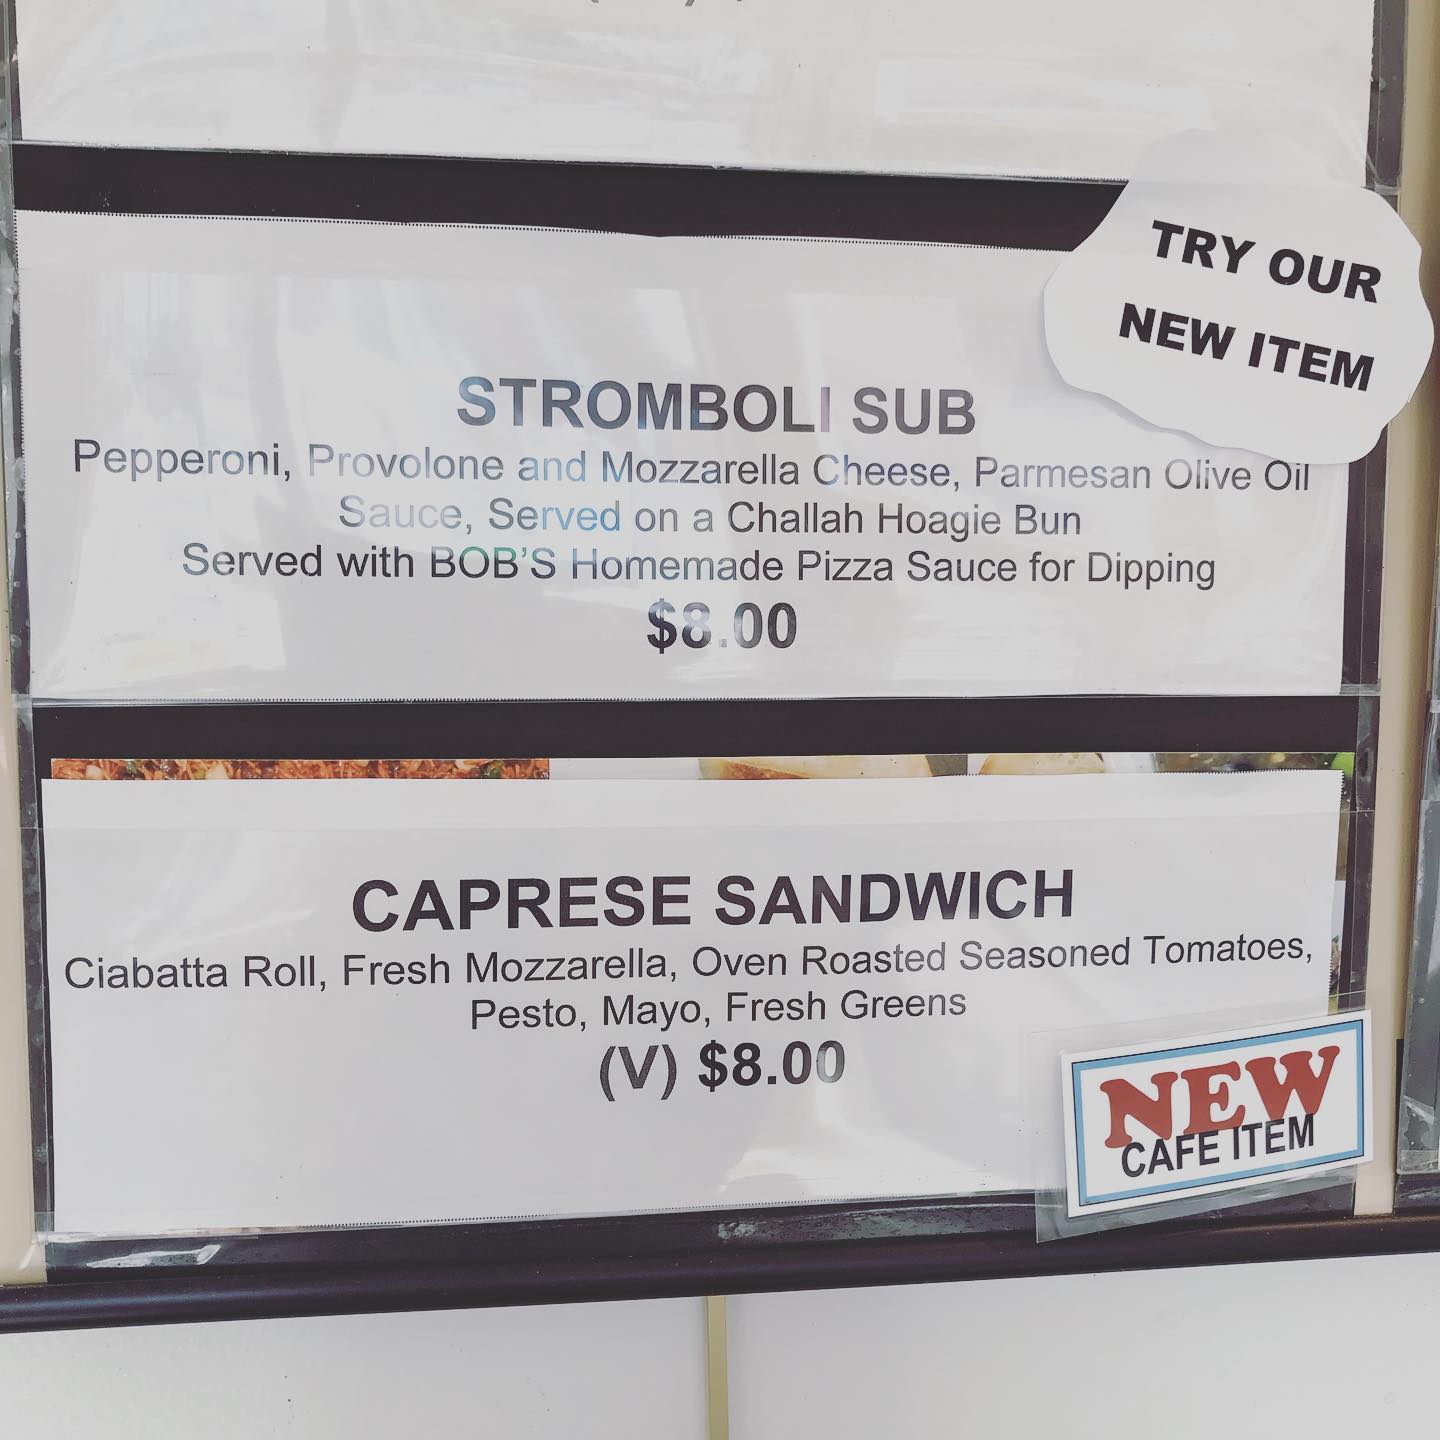 TRY OUR
NEW ITEM
STROMBOLI SUB
Pepperoni, Provolone and Mozzarella Cheese, Parmesan Olive Oil
Sauce, Served on a Challah Hoagie Bun
Served with BOB'S Homemade Pizza Sauce for Dipping
$8.00
CAPRESE SANDWICH
Ciabatta Roll, Fresh Mozzarella, Oven Roasted Seasoned Tomatoes,
Pesto, Mayo, Fresh Greens
(V) $8.00
NEW
CAFE ITEM